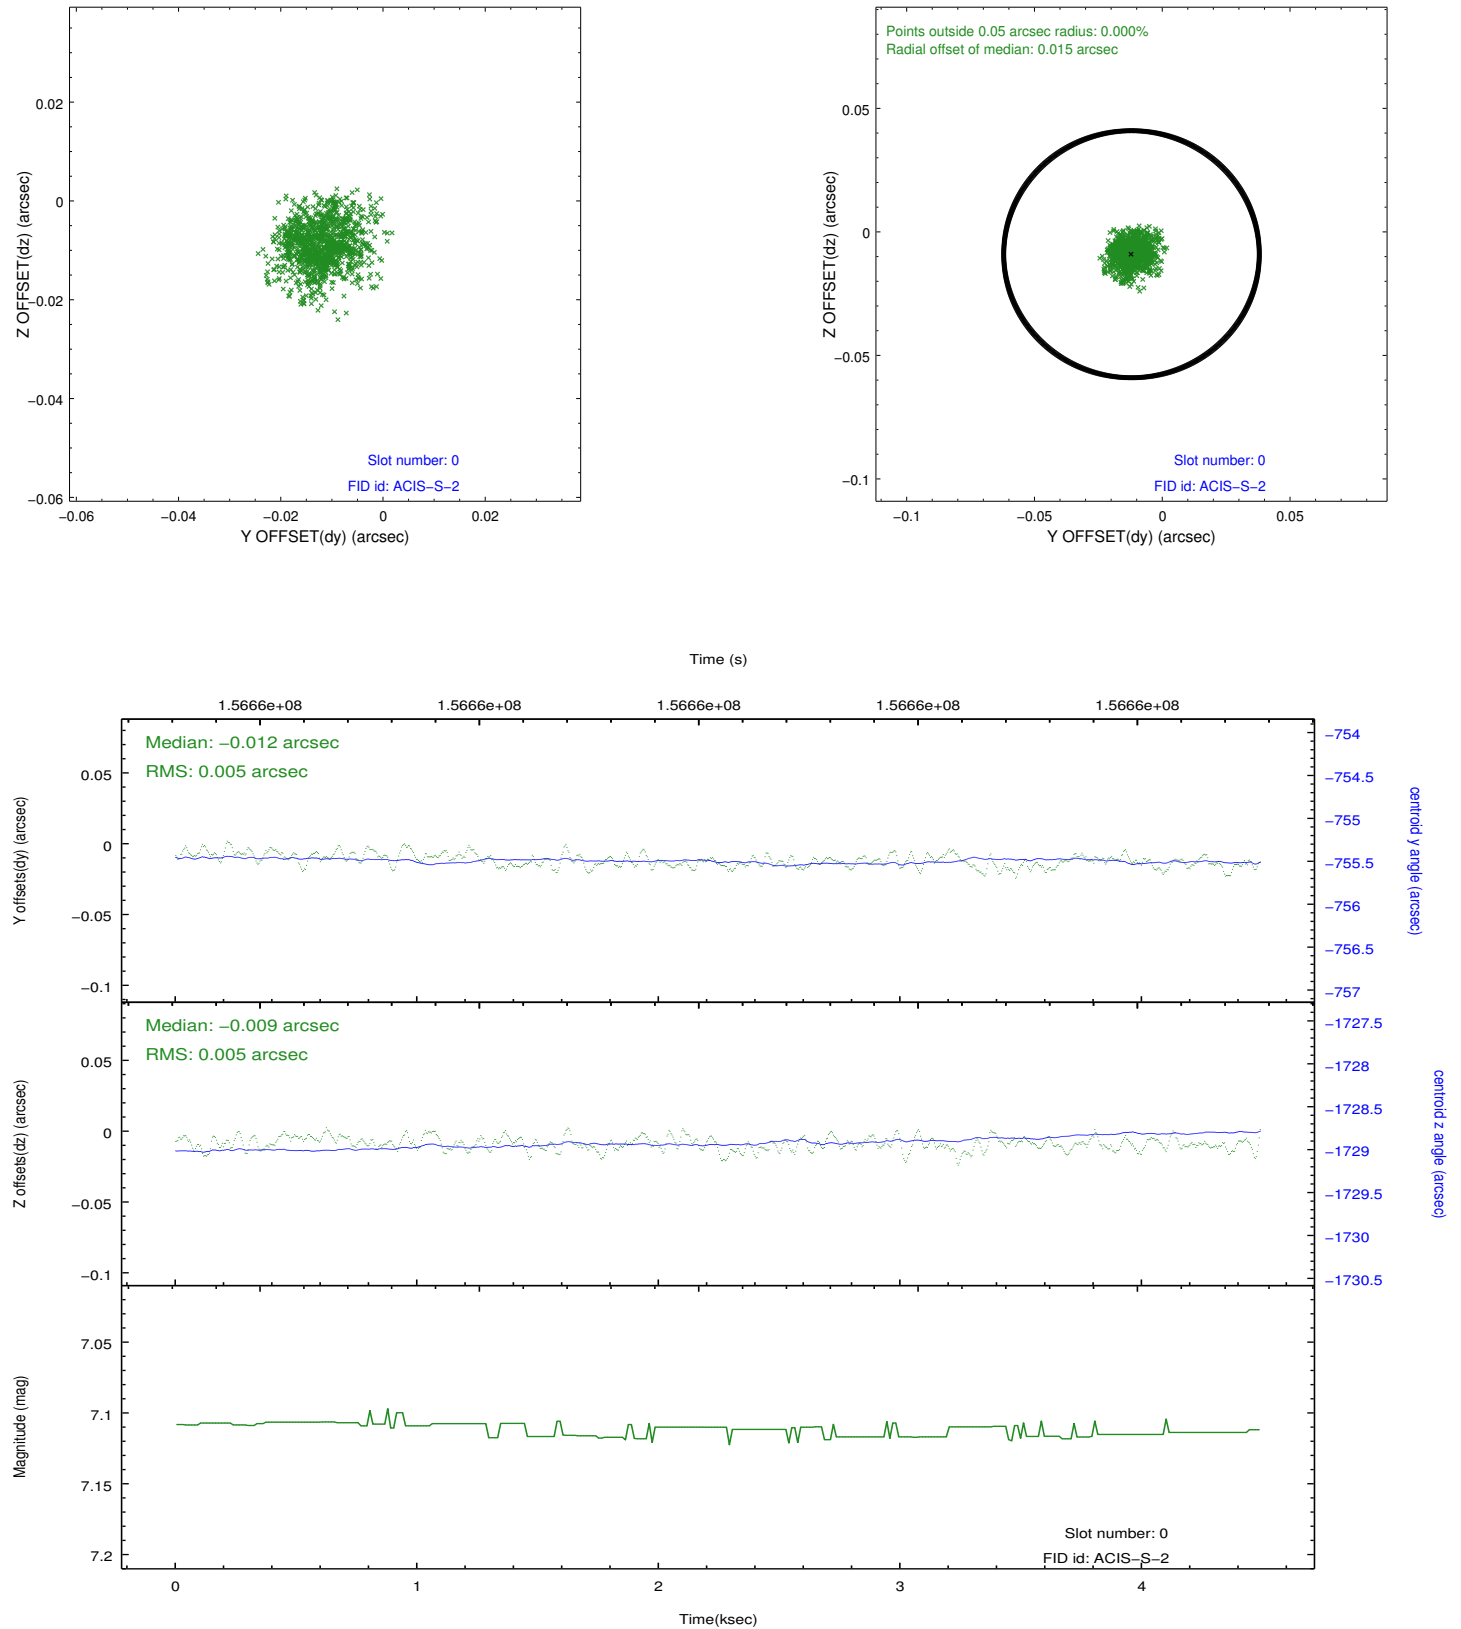 0.02
0
−0.02
−0.04
−0.06
Z OFFSET(dz) (arcsec)
Slot number: 0
FID id: ACIS−S−2
−0.06 −0.04 −0.02 0 0.02
Y OFFSET(dy) (arcsec)
Points outside 0.05 arcsec radius: 0.000%
Radial offset of median: 0.015 arcsec
0.05
0
−0.05
−0.1
Z OFFSET(dz) (arcsec)
Slot number: 0
FID id: ACIS−S−2
−0.1 −0.05 0 0.05
Y OFFSET(dy) (arcsec)
Time (s)
1.5666e+08 1.5666e+08 1.5666e+08 1.5666e+08 1.5666e+08
Median: −0.012 arcsec
RMS: 0.005 arcsec
0.05
0
−0.05
−0.1
Y offsets(dy) (arcsec)
−754
−754.5
−755
−755.5
−756
−756.5
−757
centroid y angle (arcsec)
Median: −0.009 arcsec
RMS: 0.005 arcsec
0.05
0
−0.05
−0.1
Z offsets(dz) (arcsec)
−1727.5
−1728
−1728.5
−1729
−1729.5
−1730
−1730.5
centroid z angle (arcsec)
7.05
7.1
7.15
7.2
Magnitude (mag)
Slot number: 0
FID id: ACIS−S−2
0 1 2 3 4
Time(ksec)